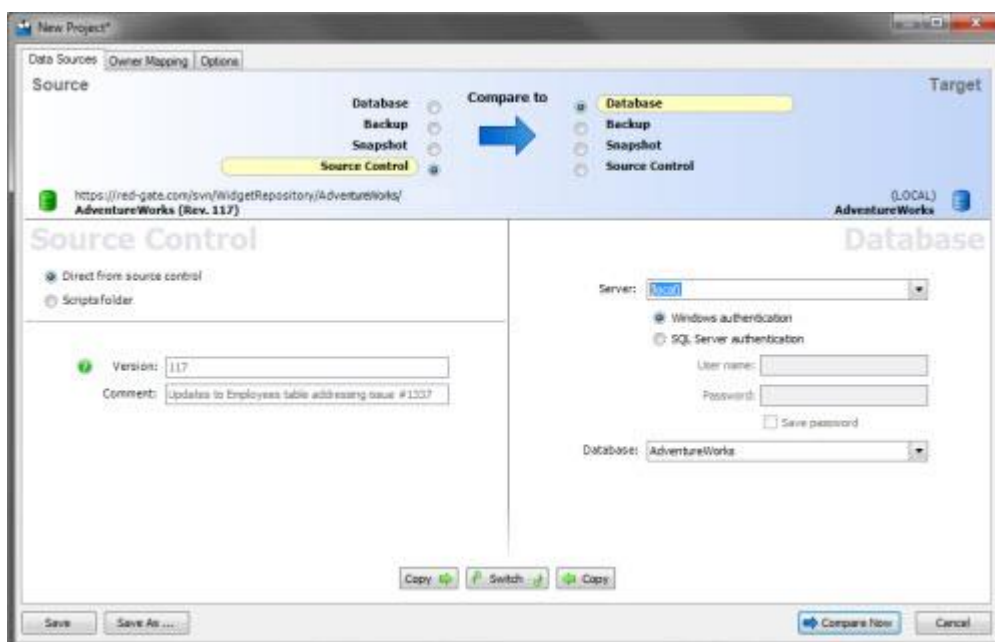 New Project*
Data Sources Owner Mapping Options
Source
Target
Compare to
Database
Backup
Snapshot
Source Control
Database
Backup
Snapshot
Source Control
https://red-gate.com/svn/WidgetRepository/AdventureWorks/
AdventureWorks (Rev. 117)
(LOCAL)
AdventureWorks
Source Control
Direct from source control
Scripts folder
Version: 117
Comment: Updates to Employees table addressing issue #1337
Database
Server: (local)
Windows authentication
SQL Server authentication
User name:
Password:
Save password
Database: AdventureWorks
Copy Switch Copy
Save Save As ... Compare Now Cancel